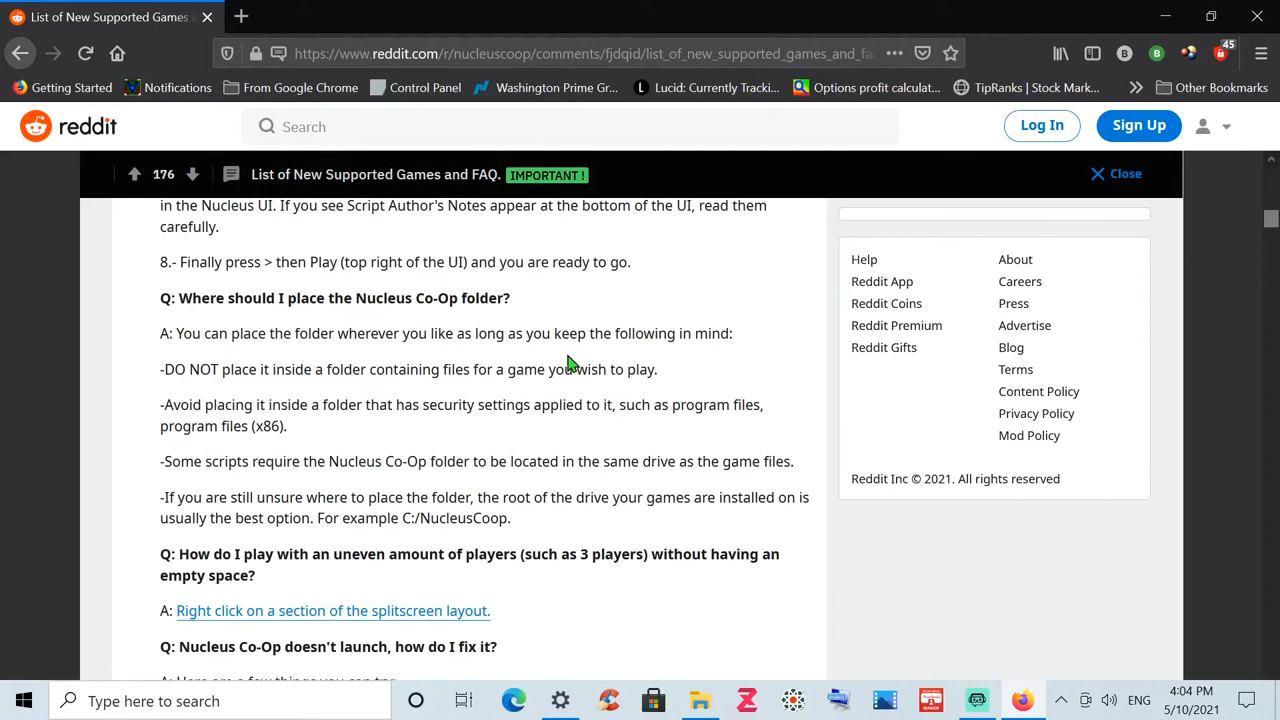 List of New Supported Games
https://www.reddit.com/r/nucleuscoop/comments/fjdqid/list_of_new_supported_games_and_fa
45
Getting Started
Notifications
From Google Chrome
Control Panel
Washington Prime Gr...
Lucid: Currently Trackin...
Options profit calculat...
TipRanks | Stock Mark...
Other Bookmarks
reddit
Search
Log In
Sign Up
176
List of New Supported Games and FAQ.
IMPORTANT !
Close
in the Nucleus UI. If you see Script Author's Notes appear at the bottom of the UI, read them
carefully.
8.- Finally press > then Play (top right of the UI) and you are ready to go.
Q: Where should I place the Nucleus Co-Op folder?
A: You can place the folder wherever you like as long as you keep the following in mind:
-DO NOT place it inside a folder containing files for a game you wish to play.
-Avoid placing it inside a folder that has security settings applied to it, such as program files,
program files (x86).
-Some scripts require the Nucleus Co-Op folder to be located in the same drive as the game files.
-If you are still unsure where to place the folder, the root of the drive your games are installed on is
usually the best option. For example C:/NucleusCoop.
Q: How do I play with an uneven amount of players (such as 3 players) without having an
empty space?
A: Right click on a section of the splitscreen layout.
Q: Nucleus Co-Op doesn't launch, how do I fix it?
A: Here are a few things you can try:
Help
About
Reddit App
Careers
Reddit Coins
Press
Reddit Premium
Advertise
Reddit Gifts
Blog
Terms
Content Policy
Privacy Policy
Mod Policy
Reddit Inc © 2021. All rights reserved
Type here to search
ENG
4:04 PM
5/10/2021